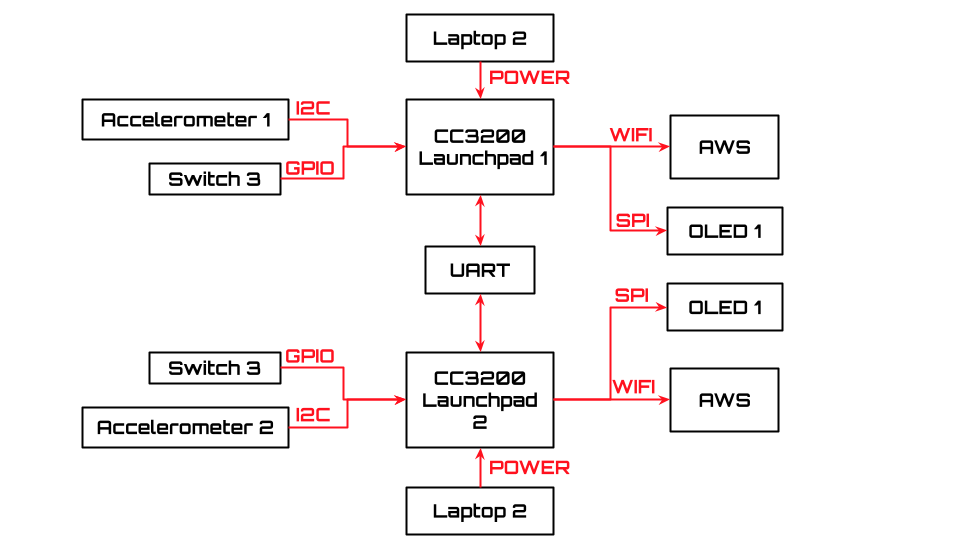 Laptop 2
POWER
I2C
Accelerometer 1
CC3200
Launchpad 1
WIFI
AWS
GPIO
Switch 3
SPI
OLED 1
UART
SPI
OLED 1
GPIO
Switch 3
CC3200
Launchpad
2
WIFI
AWS
I2C
Accelerometer 2
POWER
Laptop 2